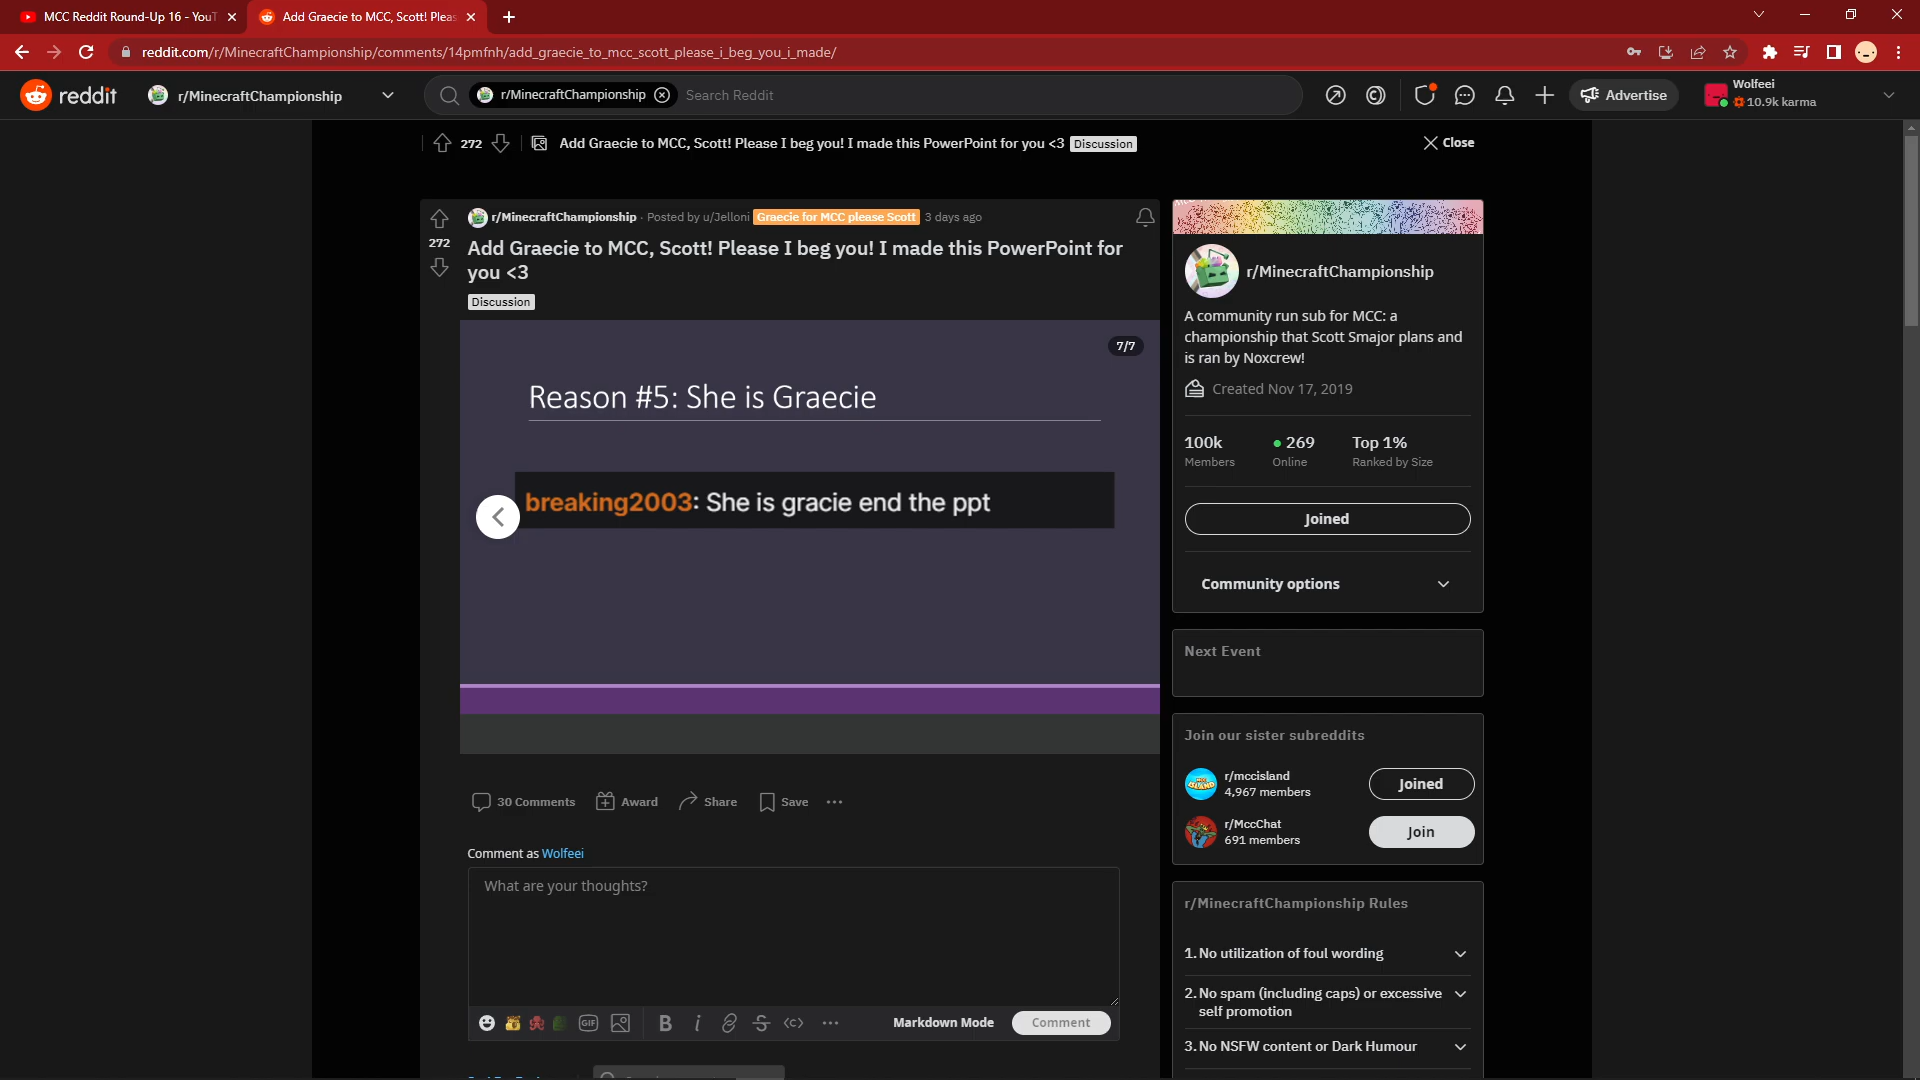 MCC Reddit Round-Up 16 - YouT
Add Graecie to MCC, Scott! Pleas
reddit.com/r/MinecraftChampionship/comments/14pmfnh/add_graecie_to_mcc_scott_please_i_beg_you_i_made/
reddit
r/MinecraftChampionship
r/MinecraftChampionship
Search Reddit
Advertise
Wolfeei
10.9k karma
272
Add Graecie to MCC, Scott! Please I beg you! I made this PowerPoint for you <3
Discussion
Close
272
r/MinecraftChampionship · Posted by u/Jelloni Graecie for MCC please Scott 3 days ago
Add Graecie to MCC, Scott! Please I beg you! I made this PowerPoint for
you <3
Discussion
7/7
Reason #5: She is Graecie
breaking2003: She is gracie end the ppt
30 Comments
Award
Share
Save
Comment as Wolfeei
What are your thoughts?
GIF
B
i
Markdown Mode
Comment
r/MinecraftChampionship
A community run sub for MCC: a
championship that Scott Smajor plans and
is ran by Noxcrew!
Created Nov 17, 2019
100k
Members
269
Online
Top 1%
Ranked by Size
Joined
Community options
Next Event
Join our sister subreddits
r/mccisland
4,967 members
Joined
r/MccChat
691 members
Join
r/MinecraftChampionship Rules
1. No utilization of foul wording
2. No spam (including caps) or excessive
self promotion
3. No NSFW content or Dark Humour